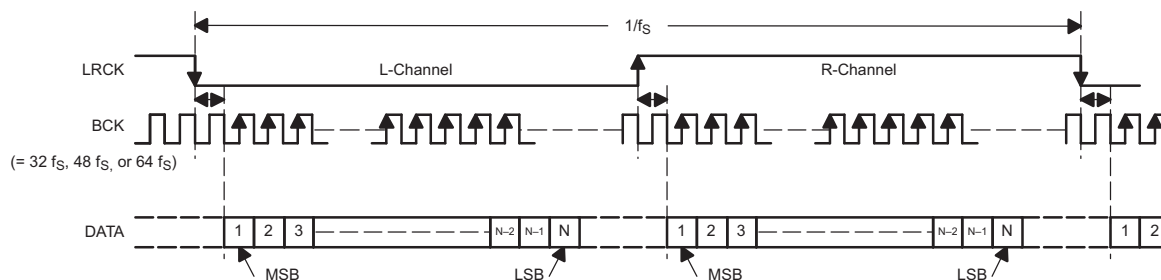 1/fS
LRCK
L-Channel
R-Channel
BCK
(= 32 fS, 48 fS, or 64 fS)
DATA
1 2 3 N–2 N–1 N 1 2 3 N–2 N–1 N 1 2
MSB LSB MSB LSB